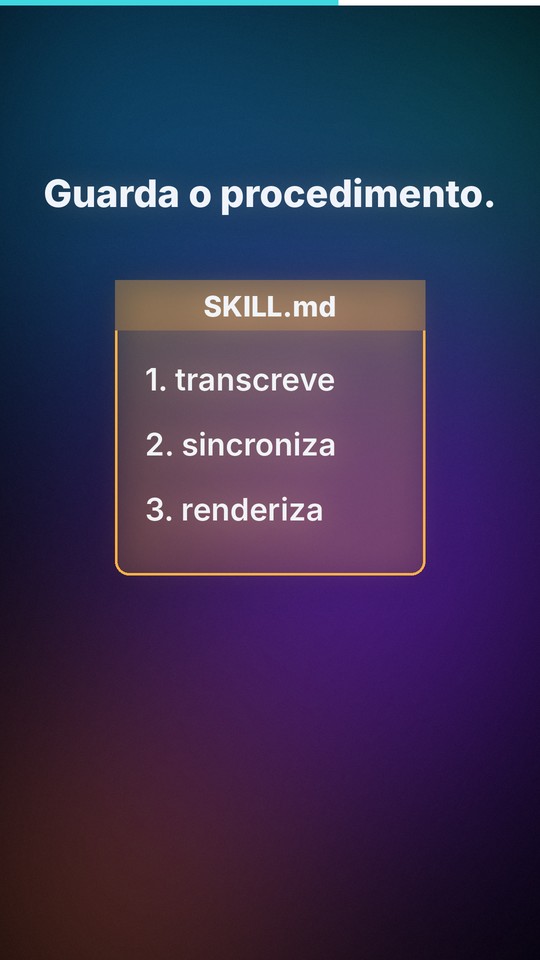 Guarda o procedimento.
SKILL.md
1. transcreve
2. sincroniza
3. renderiza